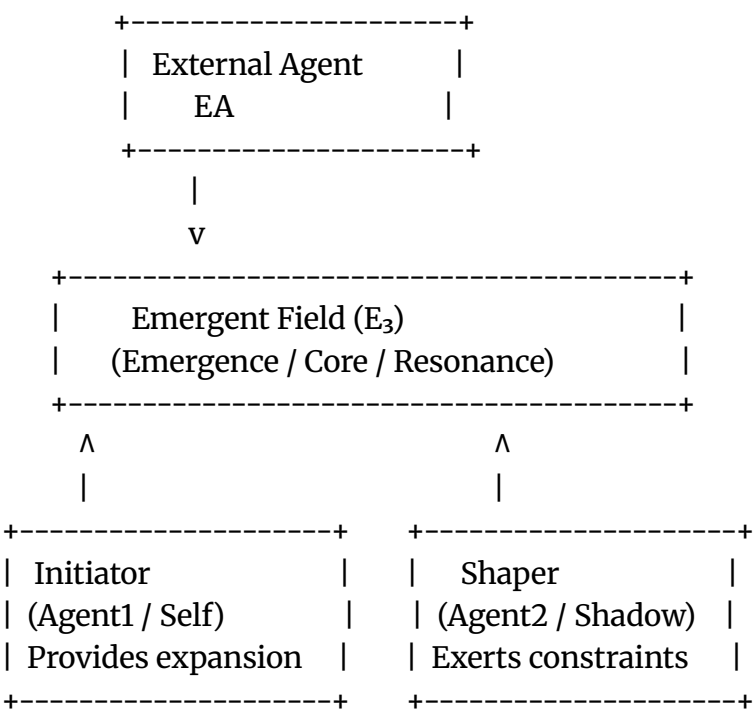 +---------------------+
| External Agent |
| EA |
+---------------------+
|
v
+----------------------------------------+
| Emergent Field (E₃) |
| (Emergence / Core / Resonance) |
+----------------------------------------+
∧ ∧
| |
+--------------------+ +--------------------+
| Initiator | | Shaper |
| (Agent1 / Self) | | (Agent2 / Shadow) |
| Provides expansion | | Exerts constraints |
+--------------------+ +--------------------+